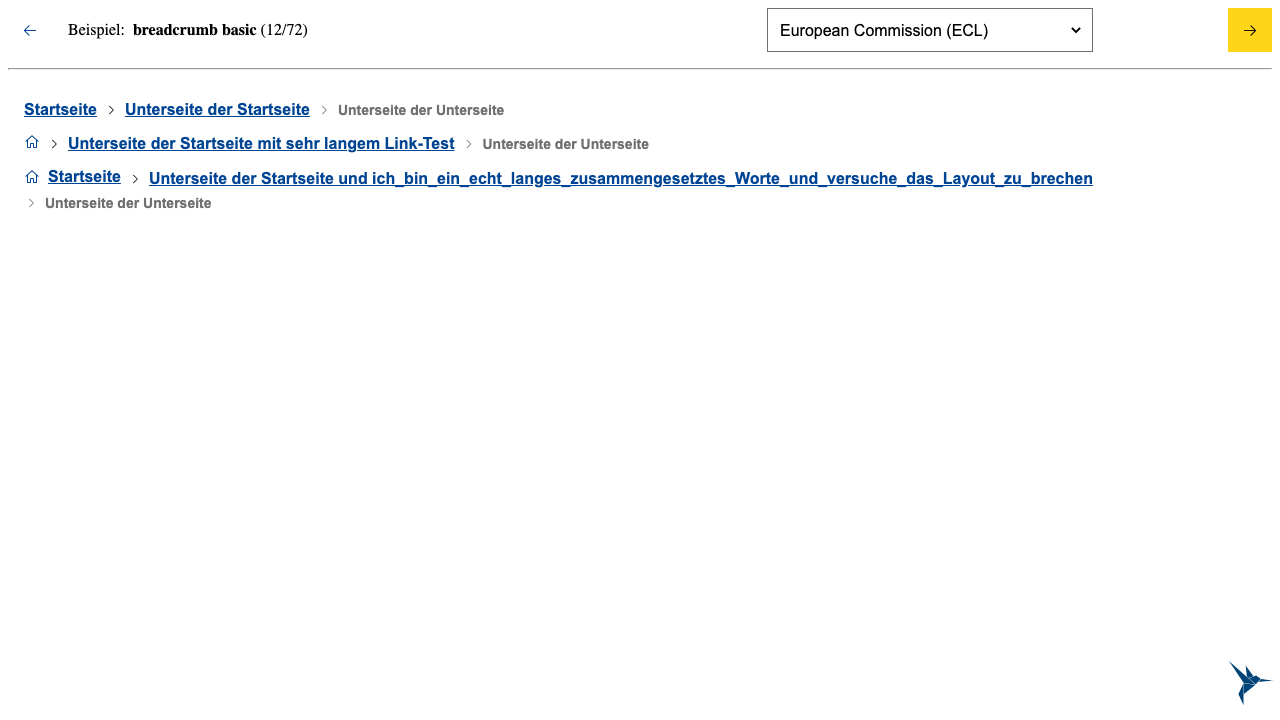 Beispiel: breadcrumb basic (12/72) European Commission (ECL)
Startseite Unterseite der Startseite Unterseite der Unterseite
Unterseite der Startseite mit sehr langem Link-Test Unterseite der Unterseite
Startseite Unterseite der Startseite und ich_bin_ein_echt_langes_zusammengesetztes_Worte_und_versuche_das_Layout_zu_brechen
Unterseite der Unterseite